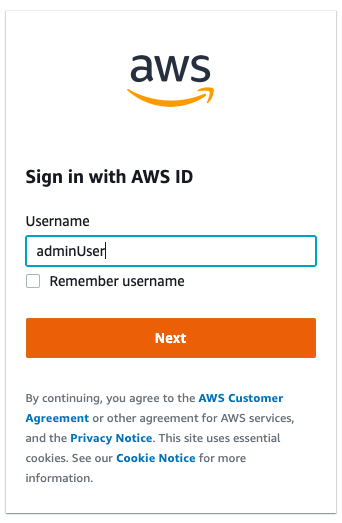 aws
Sign in with AWS ID
Username
adminUser
Remember username
Next
By continuing, you agree to the AWS Customer
Agreement or other agreement for AWS services,
and the Privacy Notice. This site uses essential
cookies. See our Cookie Notice for more
information.